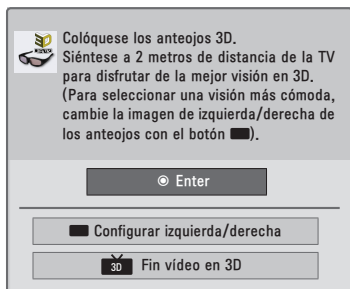 3D
Colóquese los anteojos 3D.
Siéntese a 2 metros de distancia de la TV
para disfrutar de la mejor visión en 3D.
(Para seleccionar una visión más cómoda,
cambie la imagen de izquierda/derecha de
los anteojos con el botón ).
Enter
Configurar izquierda/derecha
3D Fin vídeo en 3D